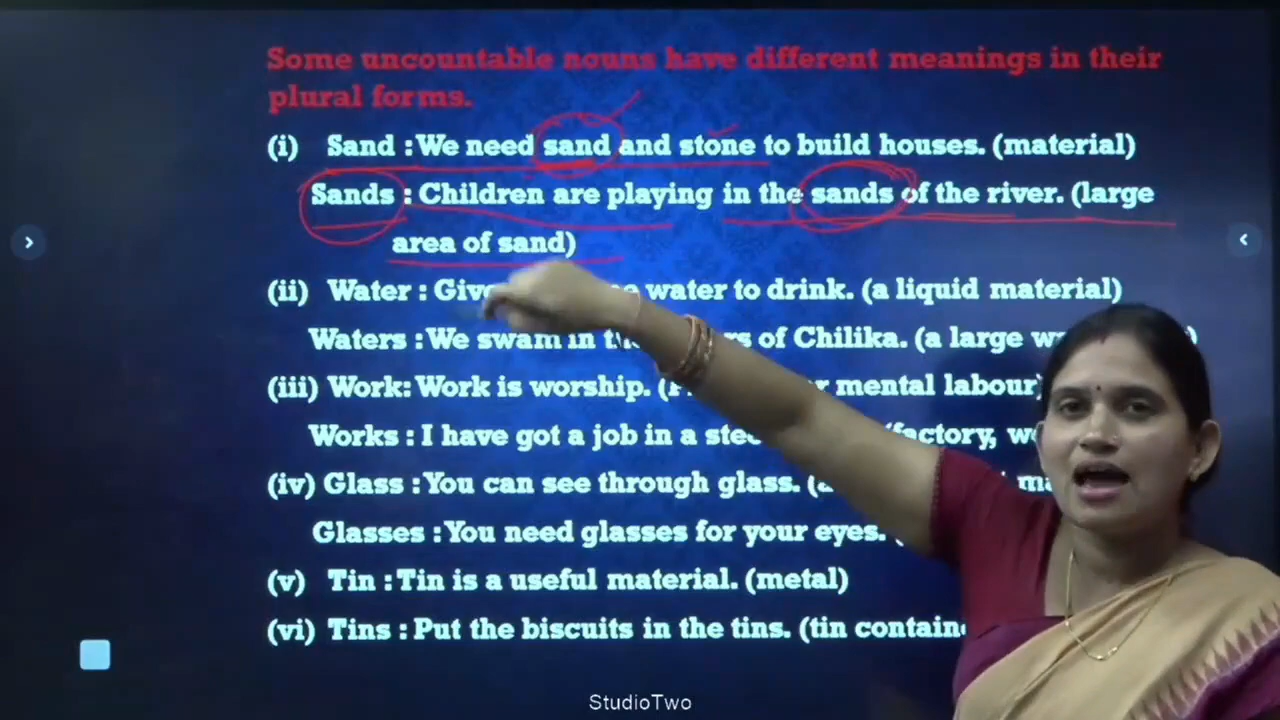 Some uncountable nouns have different meanings in their
plural forms.
(i) Sand : We need sand and stone to build houses. (material)
Sands : Children are playing in the sands of the river. (large
area of sand)
(ii) Water : water to drink. (a liquid material)
Waters : We swam in of Chilika. (a large
(iii) Work: Work is worship. mental labour)
Works : I have got a job in a (factory,
(iv) Glass : You can see through glass.
Glasses : You need glasses for your eyes.
(v) Tin : Tin is a useful material. (metal)
(vi) Tins : Put the biscuits in the tins. (tin
StudioTwo